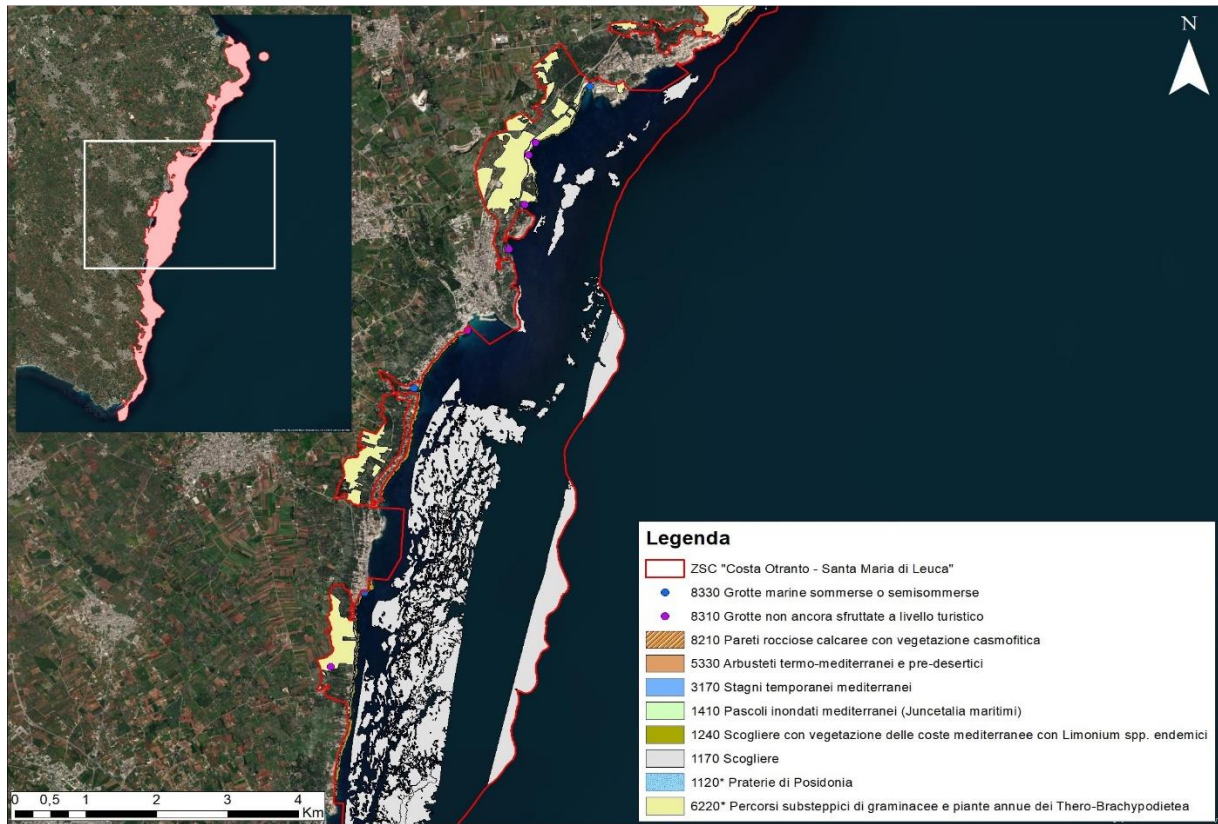 N
Legenda
ZSC "Costa Otranto - Santa Maria di Leuca"
8330 Grotte marine sommerse o semisommerse
8310 Grotte non ancora sfruttate a livello turistico
8210 Pareti rocciose calcaree con vegetazione casmofitica
5330 Arbusteti termo-mediterranei e pre-desertici
3170 Stagni temporanei mediterranei
1410 Pascoli inondati mediterranei (Juncetalia maritimi)
1240 Scogliere con vegetazione delle coste mediterranee con Limonium spp. endemici
1170 Scogliere
1120* Praterie di Posidonia
6220* Percorsi substeppici di graminacee e piante annue dei Thero-Brachypodietea
0 0,5 1 2 3 4
Km